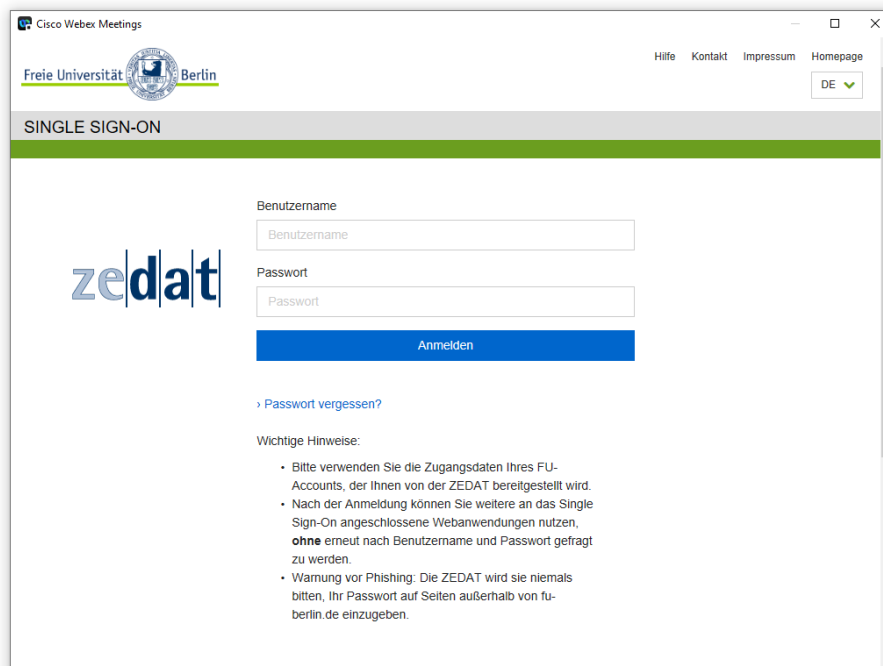 Cisco Webex Meetings
Freie Universität Berlin
Hilfe Kontakt Impressum Homepage
DE
SINGLE SIGN-ON
zedat
Benutzername
Benutzername
Passwort
Passwort
Anmelden
› Passwort vergessen?
Wichtige Hinweise:
• Bitte verwenden Sie die Zugangsdaten Ihres FU-
Accounts, der Ihnen von der ZEDAT bereitgestellt wird.
• Nach der Anmeldung können Sie weitere an das Single
Sign-On angeschlossene Webanwendungen nutzen,
ohne erneut nach Benutzername und Passwort gefragt
zu werden.
• Warnung vor Phishing: Die ZEDAT wird sie niemals
bitten, Ihr Passwort auf Seiten außerhalb von fu-
berlin.de einzugeben.